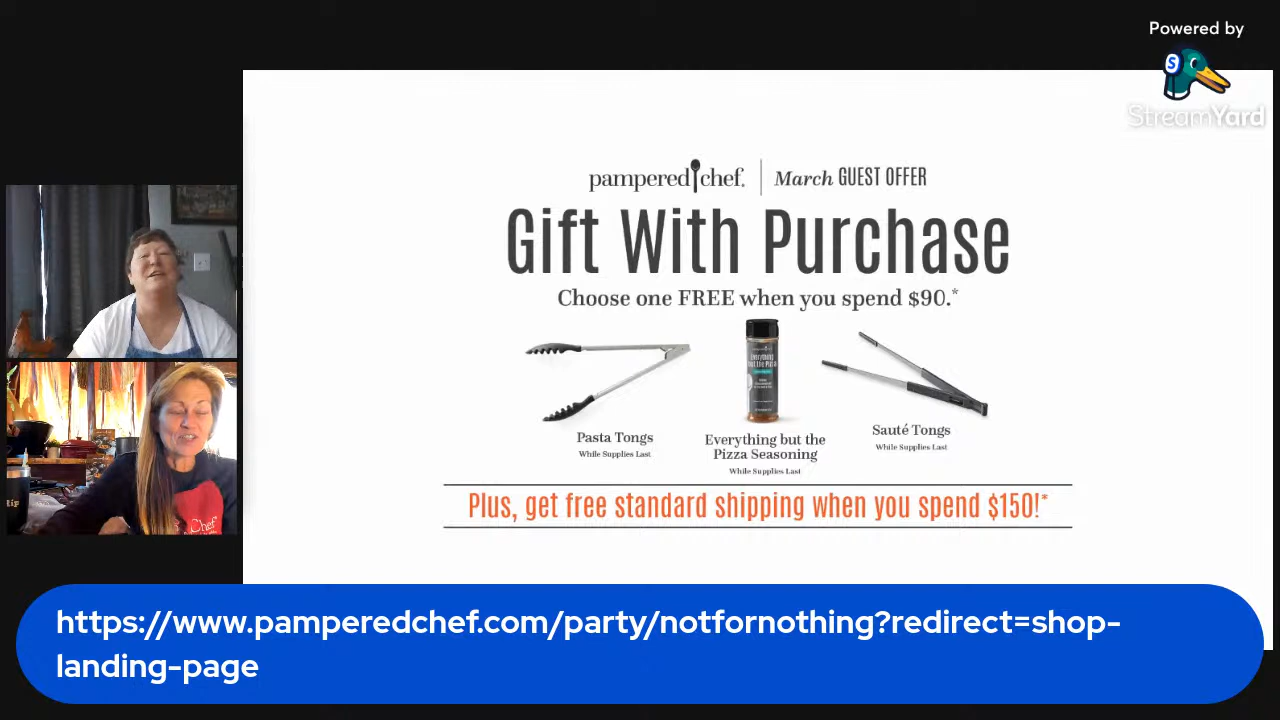 Powered by
StreamYard
pampered chef.
March GUEST OFFER
Gift With Purchase
Choose one FREE when you spend $90.*
Pasta Tongs
While Supplies Last
Everything but the
Pizza Seasoning
While Supplies Last
Sauté Tongs
While Supplies Last
Plus, get free standard shipping when you spend $150!*
Chef
https://www.pamperedchef.com/party/notfornothing?redirect=shop-
landing-page